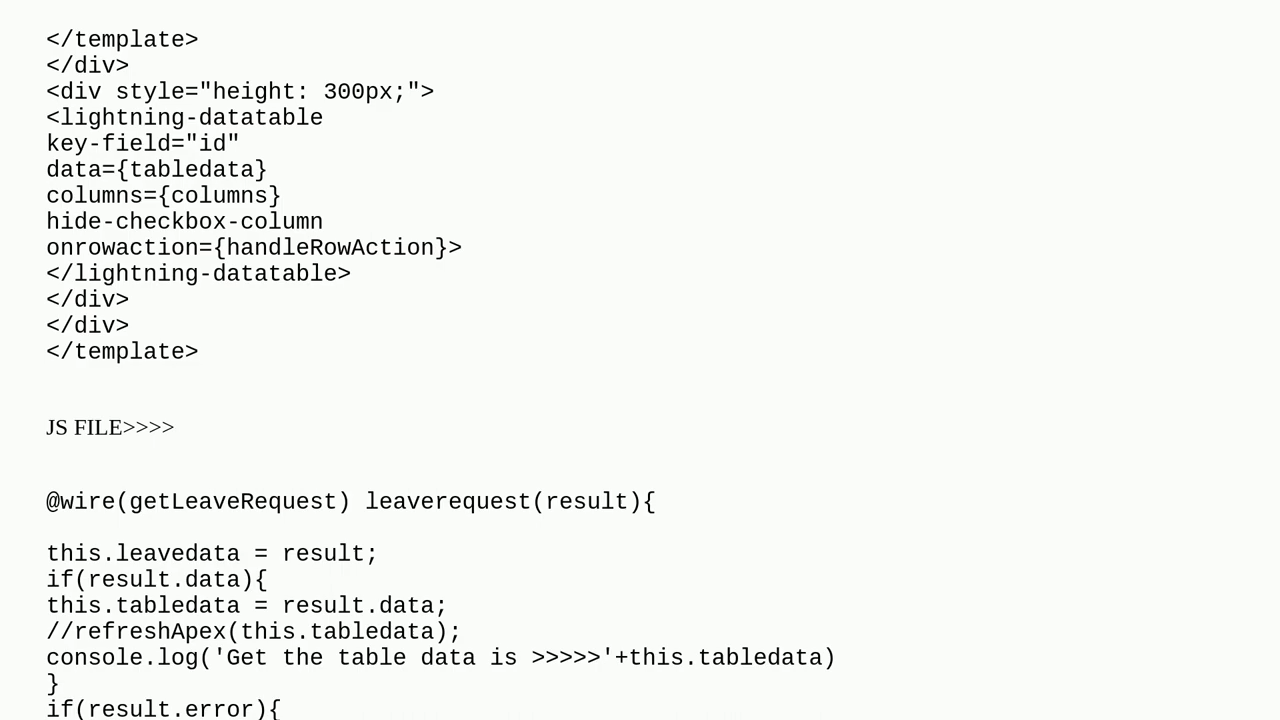 </template>
</div>
<div style="height: 300px;">
<lightning-datatable
key-field="id"
data={tabledata}
columns={columns}
hide-checkbox-column
onrowaction={handleRowAction}>
</lightning-datatable>
</div>
</div>
</template>
JS FILE>>>>
@wire(getLeaveRequest) leaverequest(result){
this.leavedata = result;
if(result.data){
this.tabledata = result.data;
//refreshApex(this.tabledata);
console.log('Get the table data is >>>>>'+this.tabledata)
}
if(result.error){